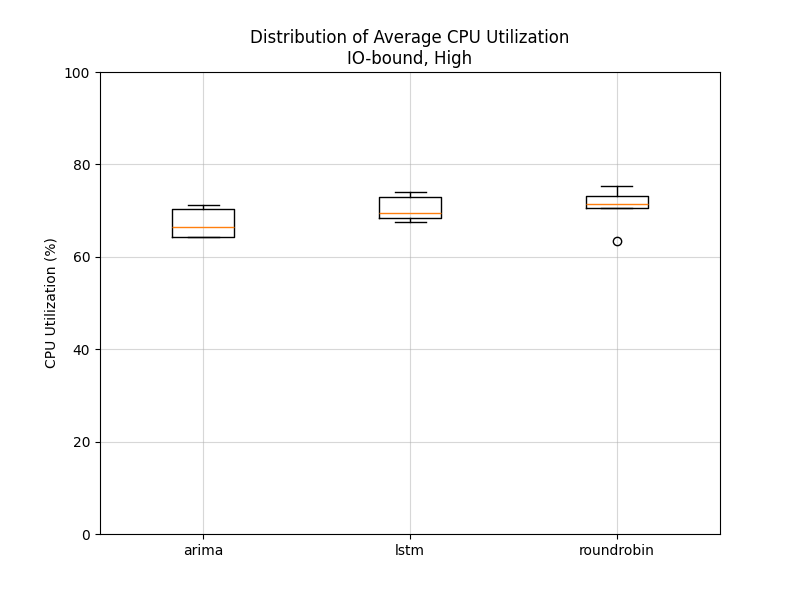 Distribution of Average CPU Utilization
IO-bound, High
100
80
60
40
20
0
CPU Utilization (%)
arima
lstm
roundrobin